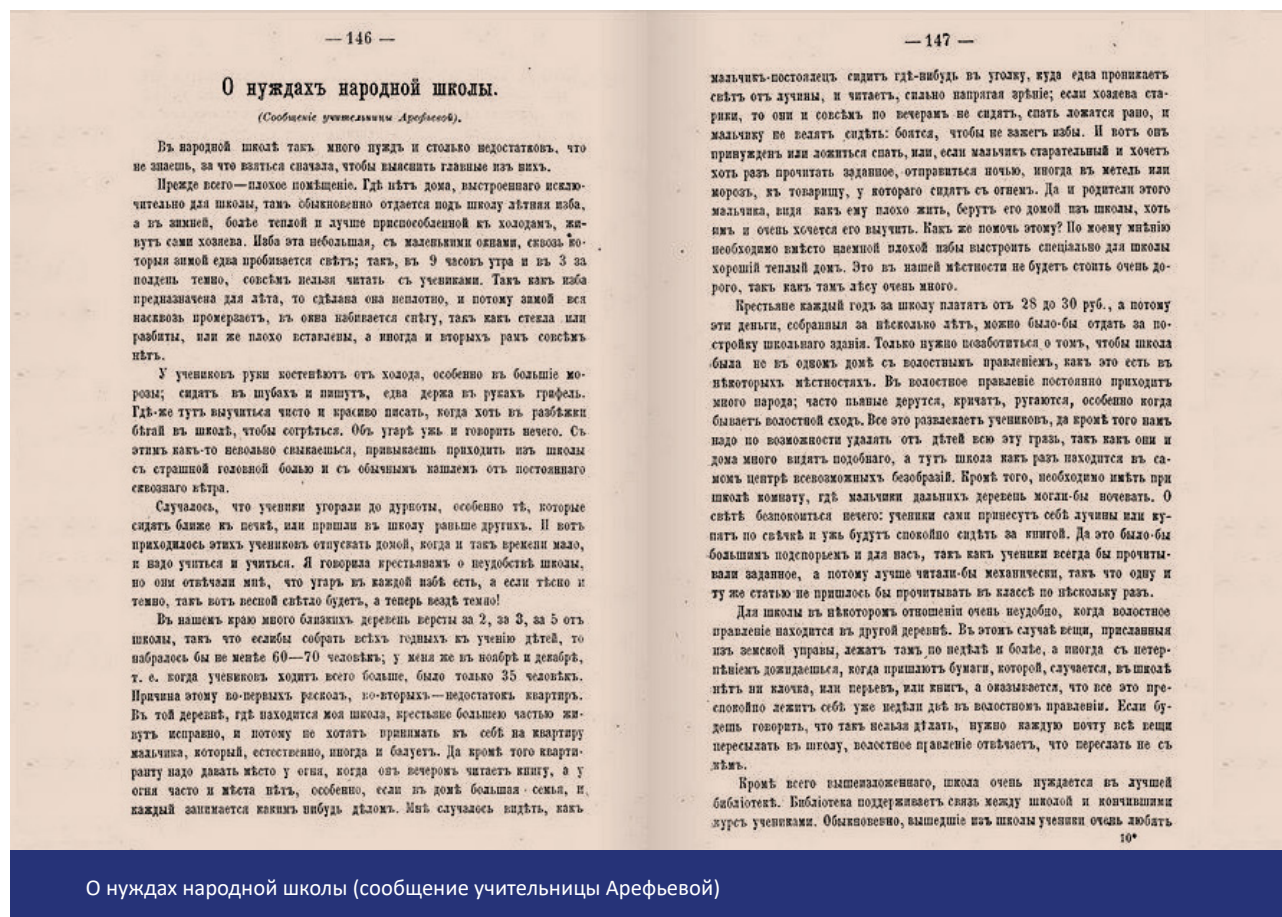 — 146 —
О нуждахъ народной школы.
(Сообщеніе учительницы Арефьевой).
Въ народной школѣ такъ много нуждъ и столько недостатковъ, что
не знаешь, за что взяться сначала, чтобы выяснить главные изъ нихъ.
Прежде всего—плохое помѣщеніе. Гдѣ нѣтъ дома, выстроеннаго исклю-
чительно для школы, тамъ обыкновенно отдается подъ школу лѣтняя изба,
а въ зимней, болѣе теплой и лучше приспособленной къ холодамъ, жи-
вутъ сами хозяева. Изба эта небольшая, съ маленькими окнами, сквозь ко-
торыя зимой едва пробивается свѣтъ; такъ, въ 9 часовъ утра и въ 3 за
полдень темно, совсѣмъ нельзя читать съ учениками. Такъ какъ изба
предназначена для лѣта, то сдѣлана она неплотно, и потому зимой вся
насквозь промерзаетъ, въ окна набивается снѣгу, такъ какъ стекла или
разбиты, или же плохо вставлены, а иногда и вторыхъ рамъ совсѣмъ
нѣтъ.
У учениковъ руки костенѣютъ отъ холода, особенно въ большіе мо-
розы; сидятъ въ шубахъ и пишутъ, едва держа въ рукахъ грифель.
Гдѣ-же тутъ выучиться чисто и красиво писать, когда хоть въ разбѣжки
бѣгай въ школѣ, чтобы согрѣться. Объ угарѣ ужь и говорить нечего. Съ
этимъ какъ-то невольно свыкаешься, привыкаешь приходить изъ школы
съ страшной головной болью и съ обычнымъ кашлемъ отъ постояннаго
сквознаго вѣтра.
Случалось, что ученики угорали до дуркоты, особенно тѣ, которые
сидятъ ближе къ печкѣ, или пришли въ школу раньше другихъ. И вотъ
приходилось этихъ учениковъ отпускать домой, когда и такъ времени мало,
и надо учиться и учиться. Я говорила крестьянамъ о неудобствѣ школы,
но они отвѣчали мнѣ, что угаръ въ каждой избѣ есть, а если тѣсно и
темно, такъ вотъ весной свѣтло будетъ, а теперь вездѣ темно!
Въ нашемъ краю много близкихъ деревень версты за 2, за 3, за 5 отъ
школы, такъ что еслибы собрать всѣхъ годныхъ къ ученію дѣтей, то
набралось бы не менѣе 60—70 человѣкъ; у меня же въ ноябрѣ и декабрѣ,
т. е. когда учениковъ ходитъ всего больше, было только 35 человѣкъ.
Причина этому во-первыхъ расколъ, во-вторыхъ—недостатокъ квартиръ.
Въ той деревнѣ, гдѣ находится моя школа, крестьяне большею частью жи-
вутъ исправно, и потому не хотятъ принимать къ себѣ на квартиру
мальчика, который, естественно, иногда и балуетъ. Да кромѣ того кварти-
ранту надо давать мѣсто у огня, когда онъ вечеромъ читаетъ книгу, а у
огня часто и мѣста нѣтъ, особенно, если въ домѣ большая семья, и
каждый занимается какимъ нибудь дѣломъ. Мнѣ случалось видѣть, какъ
— 147 —
мальчикъ-постоялецъ сидитъ гдѣ-нибудь въ уголку, куда едва проникаетъ
свѣтъ отъ лучины, и читаетъ, сильно напрягая зрѣніе; если хозяева ста-
рики, то они и совсѣмъ по вечерамъ не сидятъ, спать ложатся рано, и
мальчику не велятъ сидѣть: боятся, чтобы не зажегъ избы. И вотъ онъ
принужденъ или ложиться спать, или, если мальчикъ старательный и хочетъ
хоть разъ прочитать заданное, отправиться ночью, иногда въ метель или
морозъ, къ товарищу, у котораго сидятъ съ огнемъ. Да и родители этого
мальчика, видя какъ ему плохо жить, берутъ его домой изъ школы, хоть
имъ и очень хочется его выучить. Какъ же помочь этому? По моему мнѣнію
необходимо вмѣсто наемной плохой избы выстроить спеціально для школы
хорошій теплый домъ. Это въ нашей мѣстности не будетъ стоить очень до-
рого, такъ какъ тамъ лѣсу очень много.
Крестьяне каждый годъ за школу платятъ отъ 28 до 30 руб., а потому
эти деньги, собранныя за нѣсколько лѣтъ, можно было-бы отдать за по-
стройку школьнаго зданія. Только нужно позаботиться о томъ, чтобы школа
была не въ одномъ домѣ съ волостнымъ правленіемъ, какъ это есть въ
нѣкоторыхъ мѣстностяхъ. Въ волостное правленіе постоянно приходитъ
много народа; часто пьяные дерутся, кричатъ, ругаются, особенно когда
бываетъ волостной сходъ. Все это развлекаетъ учениковъ, да кромѣ того намъ
надо по возможности удалять отъ дѣтей всю эту грязь, такъ какъ они и
дома много видятъ подобнаго, а тутъ школа какъ разъ находится въ са-
момъ центрѣ всевозможныхъ безобразій. Кромѣ того, необходимо имѣть при
школѣ комнату, гдѣ мальчики дальнихъ деревень могли-бы ночевать. О
свѣтѣ безпокоиться нечего: ученики сами принесутъ себѣ лучины или ку-
пятъ по свѣчкѣ и ужь будутъ спокойно сидѣть за книгой. Да это было-бы
большимъ подспорьемъ и для насъ, такъ какъ ученики всегда бы прочиты-
вали заданное, а потому лучше читали-бы механически, такъ что одну и
ту же статью не пришлось бы прочитывать въ классѣ по нѣскольку разъ.
Для школы въ нѣкоторомъ отношеніи очень неудобно, когда волостное
правленіе находится въ другой деревнѣ. Въ этомъ случаѣ вещи, присланныя
изъ земской управы, лежатъ тамъ по недѣлѣ и болѣе, а иногда съ нетер-
пѣніемъ дожидаешься, когда пришлютъ бумаги, которой, случается, въ школѣ
нѣтъ ни клочка, или перьевъ, или книгъ, а оказывается, что все это пре-
спокойно лежитъ себѣ уже недѣли двѣ въ волостномъ правленіи. Если бу-
дешь говорить, что такъ нельзя дѣлать, нужно каждую почту всѣ вещи
пересылать въ школу, волостное правленіе отвѣчаетъ, что переслать не съ
кѣмъ.
Кромѣ всего вышеизложеннаго, школа очень нуждается въ лучшей
библіотекѣ. Библіотека поддерживаетъ связь между школой и кончившими
курсъ учениками. Обыкновенно, вышедшіе изъ школы ученики очень любятъ
10*
О нуждах народной школы (сообщение учительницы Арефьевой)